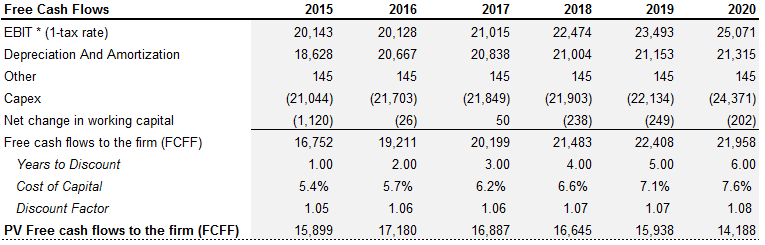 Free Cash Flows 2015 2016 2017 2018 2019 2020
EBIT * (1-tax rate) 20,143 20,128 21,015 22,474 23,493 25,071
Depreciation And Amortization 18,628 20,667 20,838 21,004 21,153 21,315
Other 145 145 145 145 145 145
Capex (21,044) (21,703) (21,849) (21,903) (22,134) (24,371)
Net change in working capital (1,120) (26) 50 (238) (249) (202)
Free cash flows to the firm (FCFF) 16,752 19,211 20,199 21,483 22,408 21,958
Years to Discount 1.00 2.00 3.00 4.00 5.00 6.00
Cost of Capital 5.4% 5.7% 6.2% 6.6% 7.1% 7.6%
Discount Factor 1.05 1.06 1.06 1.07 1.07 1.08
PV Free cash flows to the firm (FCFF) 15,899 17,180 16,887 16,645 15,938 14,188